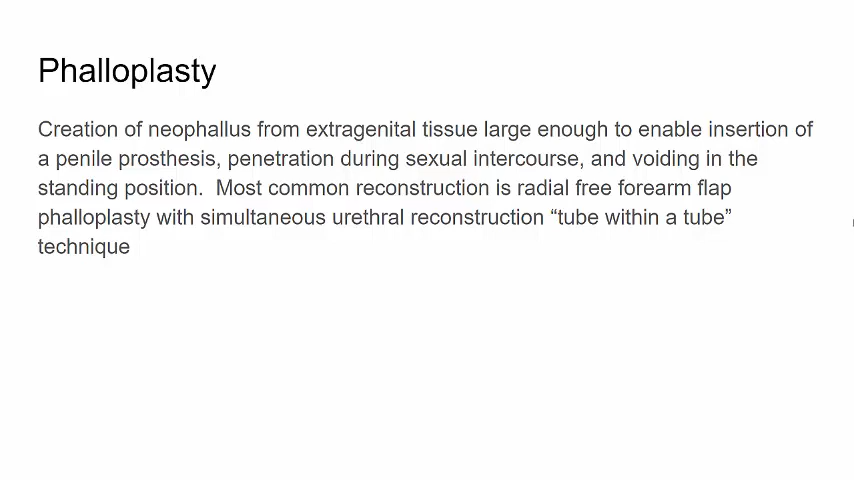 Phalloplasty
Creation of neophallus from extragenital tissue large enough to enable insertion of
a penile prosthesis, penetration during sexual intercourse, and voiding in the
standing position.  Most common reconstruction is radial free forearm flap
phalloplasty with simultaneous urethral reconstruction “tube within a tube”
technique